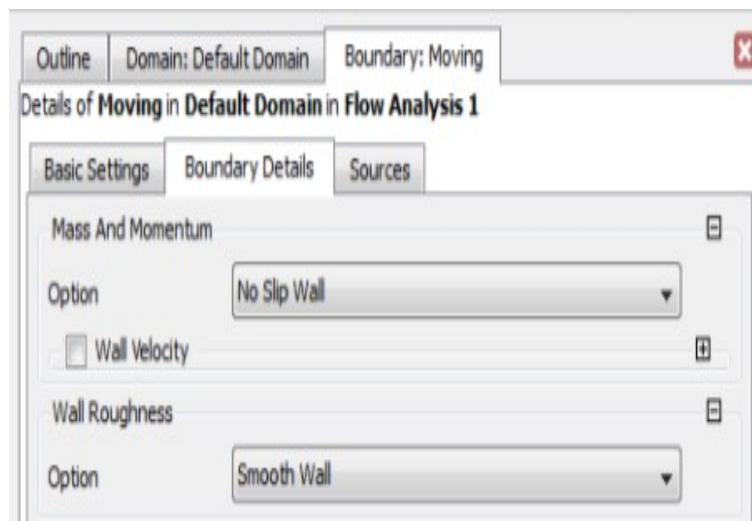 Outline Domain: Default Domain Boundary: Moving
Details of Moving in Default Domain in Flow Analysis 1
Basic Settings Boundary Details Sources
Mass And Momentum
Option No Slip Wall
Wall Velocity
Wall Roughness
Option Smooth Wall